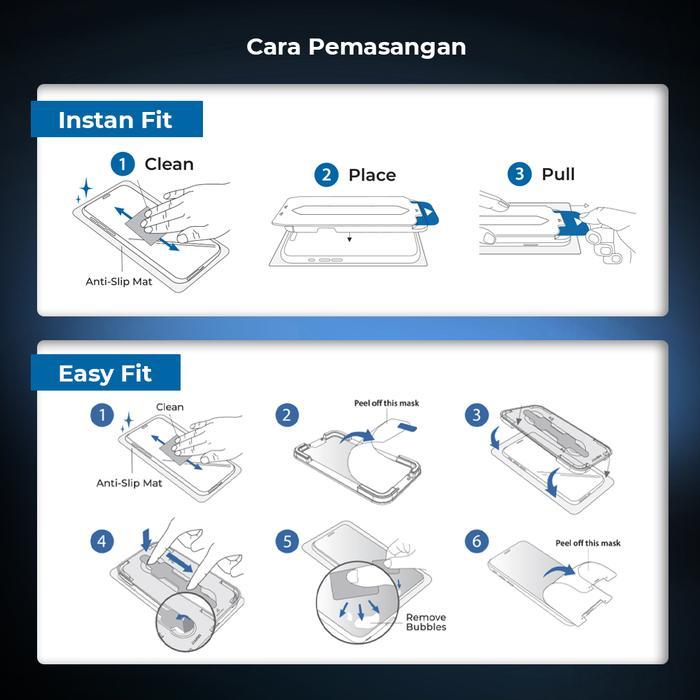 Cara Pemasangan
Instan Fit
1 Clean
Anti-Slip Mat
2 Place
3 Pull
Easy Fit
1
Clean
Anti-Slip Mat
2
Peel off this mask
3
4
5
Remove
Bubbles
6
Peel off this mask